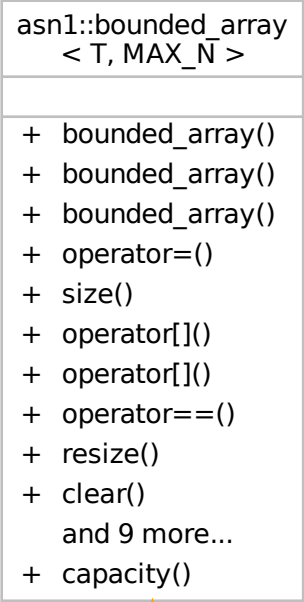 asn1::bounded_array
< T, MAX_N >
+ bounded_array()
+ bounded_array()
+ bounded_array()
+ operator=()
+ size()
+ operator[]()
+ operator[]()
+ operator==()
+ resize()
+ clear()
and 9 more...
+ capacity()